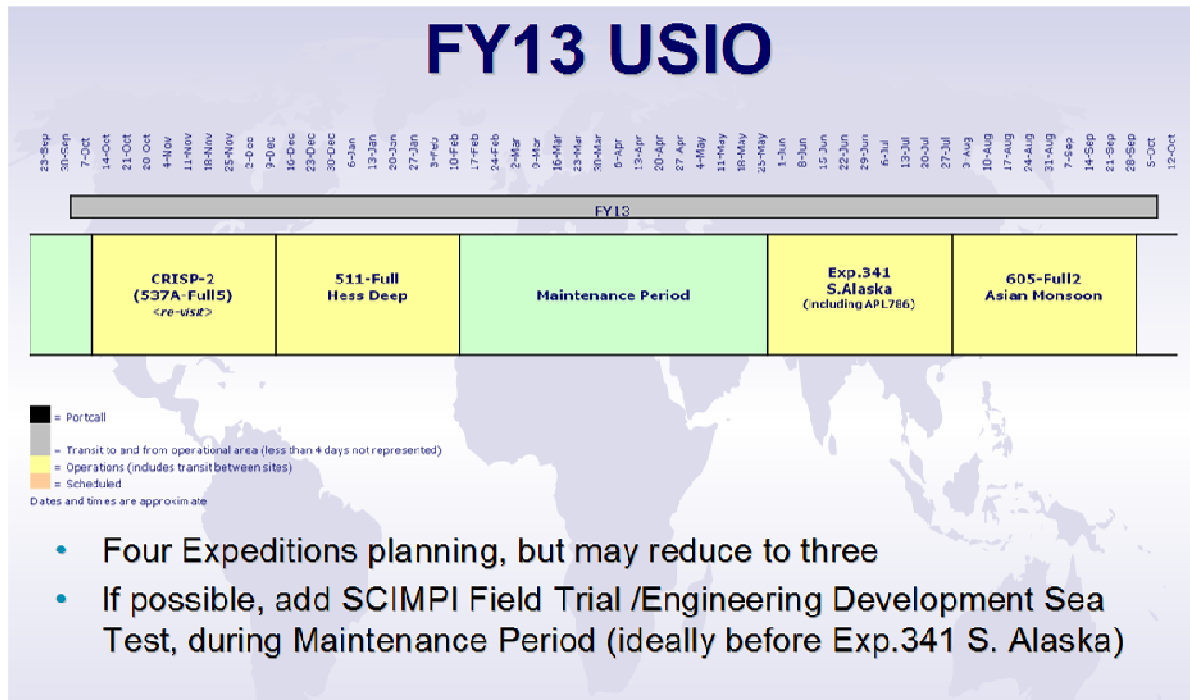 FY13 USIO
23-Sep
30-Sep
7-Oct
14-Oct
21-Oct
28-Oct
4-Nov
11-Nov
18-Nov
25-Nov
2-Dec
9-Dec
16-Dec
23-Dec
30-Dec
6-Jan
13-Jan
20-Jan
27-Jan
3-Feb
10-Feb
17-Feb
24-Feb
2-Mar
9-Mar
16-Mar
23-Mar
30-Mar
6-Apr
13-Apr
20-Apr
27-Apr
4-May
11-May
18-May
25-May
1-Jun
8-Jun
15-Jun
22-Jun
29-Jun
6-Jul
13-Jul
20-Jul
27-Jul
3-Aug
10-Aug
17-Aug
24-Aug
31-Aug
7-Sep
14-Sep
21-Sep
28-Sep
5-Oct
12-Oct
FY13
CRISP-2
(537A-Full5)
<re-visit>
511-Full
Hess Deep
Maintenance Period
Exp.341
S.Alaska
(including APL786)
605-Full2
Asian Monsoon
= Portcall
= Transit to and from operational area (less than 4 days not represented)
= Operations (includes transit between sites)
= Scheduled
Dates and times are approximate
• Four Expeditions planning, but may reduce to three
• If possible, add SCIMPI Field Trial /Engineering Development Sea
Test, during Maintenance Period (ideally before Exp.341 S. Alaska)